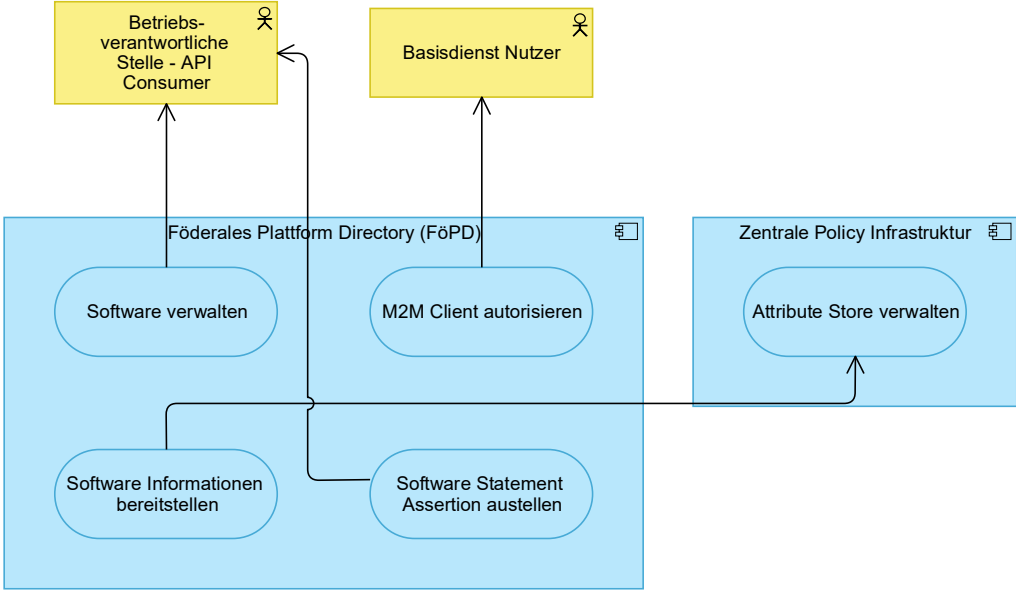 Betriebs-
verantwortliche
Stelle - API
Consumer
Basisdienst Nutzer
Föderales Plattform Directory (FöPD)
Zentrale Policy Infrastruktur
Software verwalten
M2M Client autorisieren
Attribute Store verwalten
Software Informationen
bereitstellen
Software Statement
Assertion austellen